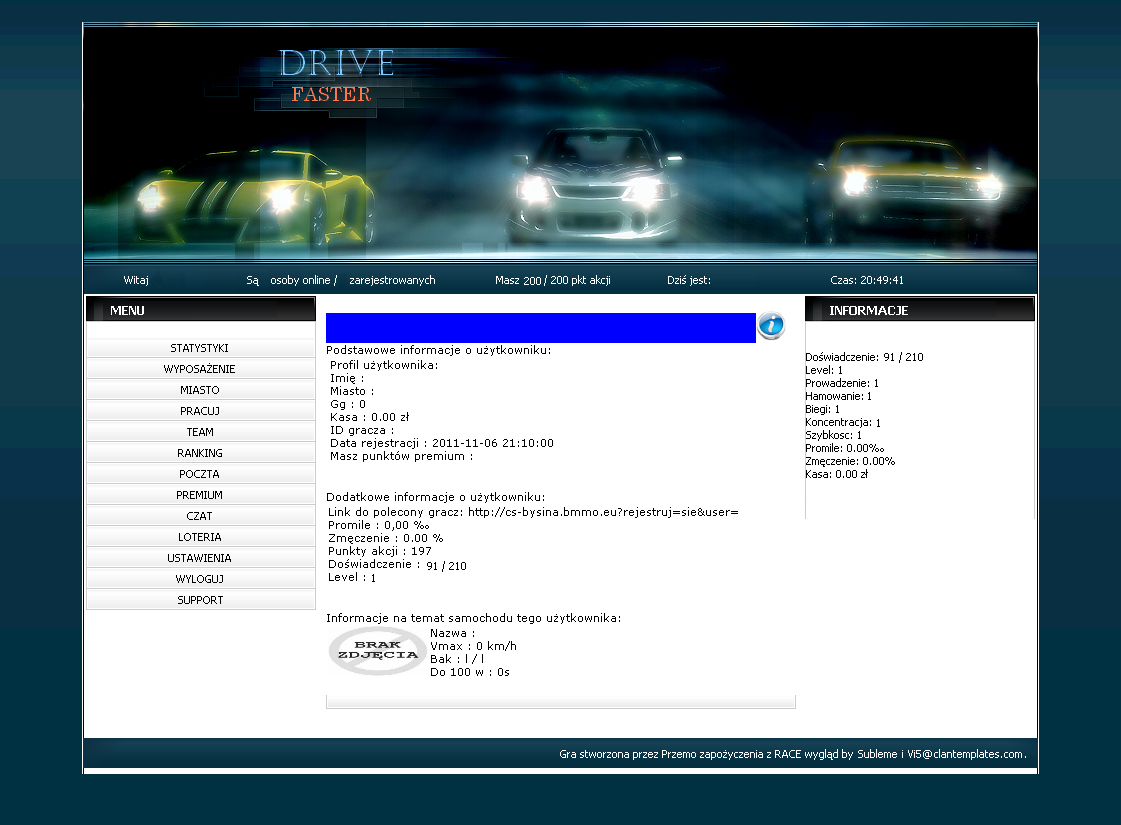 DRIVE
FASTER
Witaj Są osoby online / zarejestrowanych Masz 200 / 200 pkt akcji Dziś jest: Czas: 20:49:41
MENU
STATYSTYKI
WYPOSAŻENIE
MIASTO
PRACUJ
TEAM
RANKING
POCZTA
PREMIUM
CZAT
LOTERIA
USTAWIENIA
WYLOGUJ
SUPPORT
Podstawowe informacje o użytkowniku:
Profil użytkownika:
Imię :
Miasto :
Gg : 0
Kasa : 0.00 zł
ID gracza :
Data rejestracji : 2011-11-06 21:10:00
Masz punktów premium :
Dodatkowe informacje o użytkowniku:
Link do polecony gracz: http://cs-bysina.bmmo.eu?rejestruj=sie&user=
Promile : 0,00 ‰
Zmęczenie : 0.00 %
Punkty akcji : 197
Doświadczenie : 91 / 210
Level : 1
Informacje na temat samochodu tego użytkownika:
BRAK
ZDJĘCIA
Nazwa :
Vmax : 0 km/h
Bak : l / l
Do 100 w : 0s
INFORMACJE
Doświadczenie: 91 / 210
Level: 1
Prowadzenie: 1
Hamowanie: 1
Biegi: 1
Koncentracja: 1
Szybkosc: 1
Promile: 0.00‰
Zmęczenie: 0.00%
Kasa: 0.00 zł
Gra stworzona przez Przemo zapożyczenia z RACE wygląd by Subleme i Vi5@clantemplates.com.